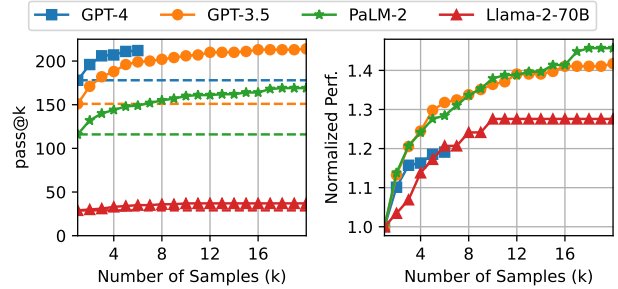 GPT-4 GPT-3.5 PaLM-2 Llama-2-70B
pass@k
200
150
100
50
0
4 8 12 16
Number of Samples (k)
Normalized Perf.
1.4
1.3
1.2
1.1
1.0
4 8 12 16
Number of Samples (k)